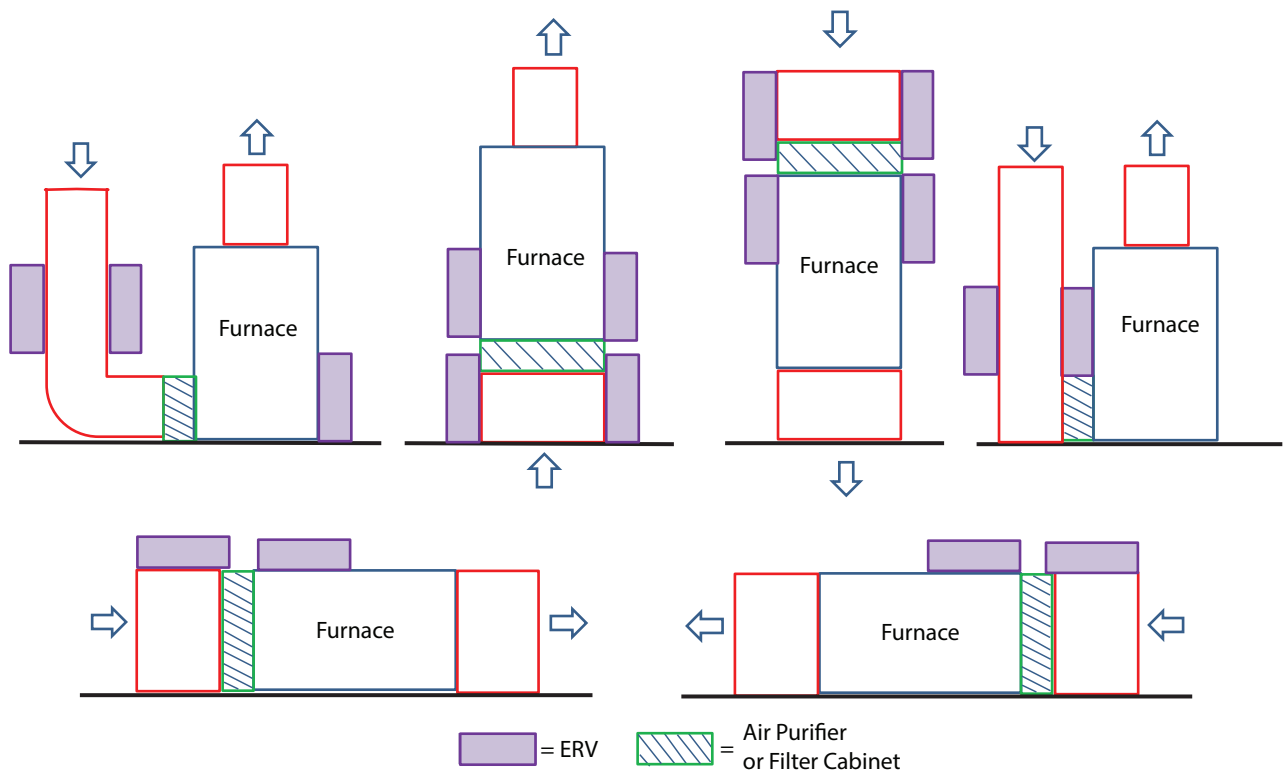 Furnace
Furnace
Furnace
Furnace
Furnace
Furnace
= ERV
= Air Purifier
or Filter Cabinet